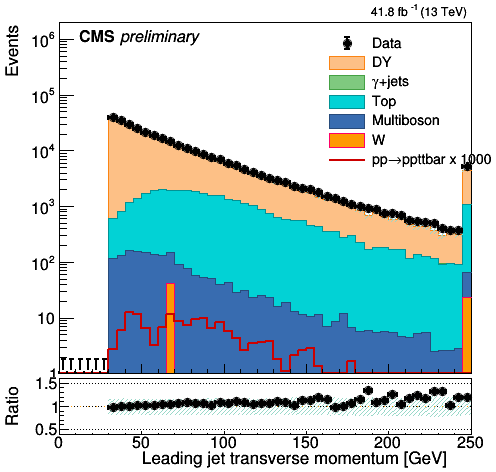 41.8 fb⁻¹ (13 TeV)
CMS preliminary
Events
10⁶
10⁵
10⁴
10³
10²
10
1
Data
DY
γ+jets
Top
Multiboson
W
pp→ppttbar x 1000
Ratio
1.5
1
0.5
0 50 100 150 200 250
Leading jet transverse momentum [GeV]